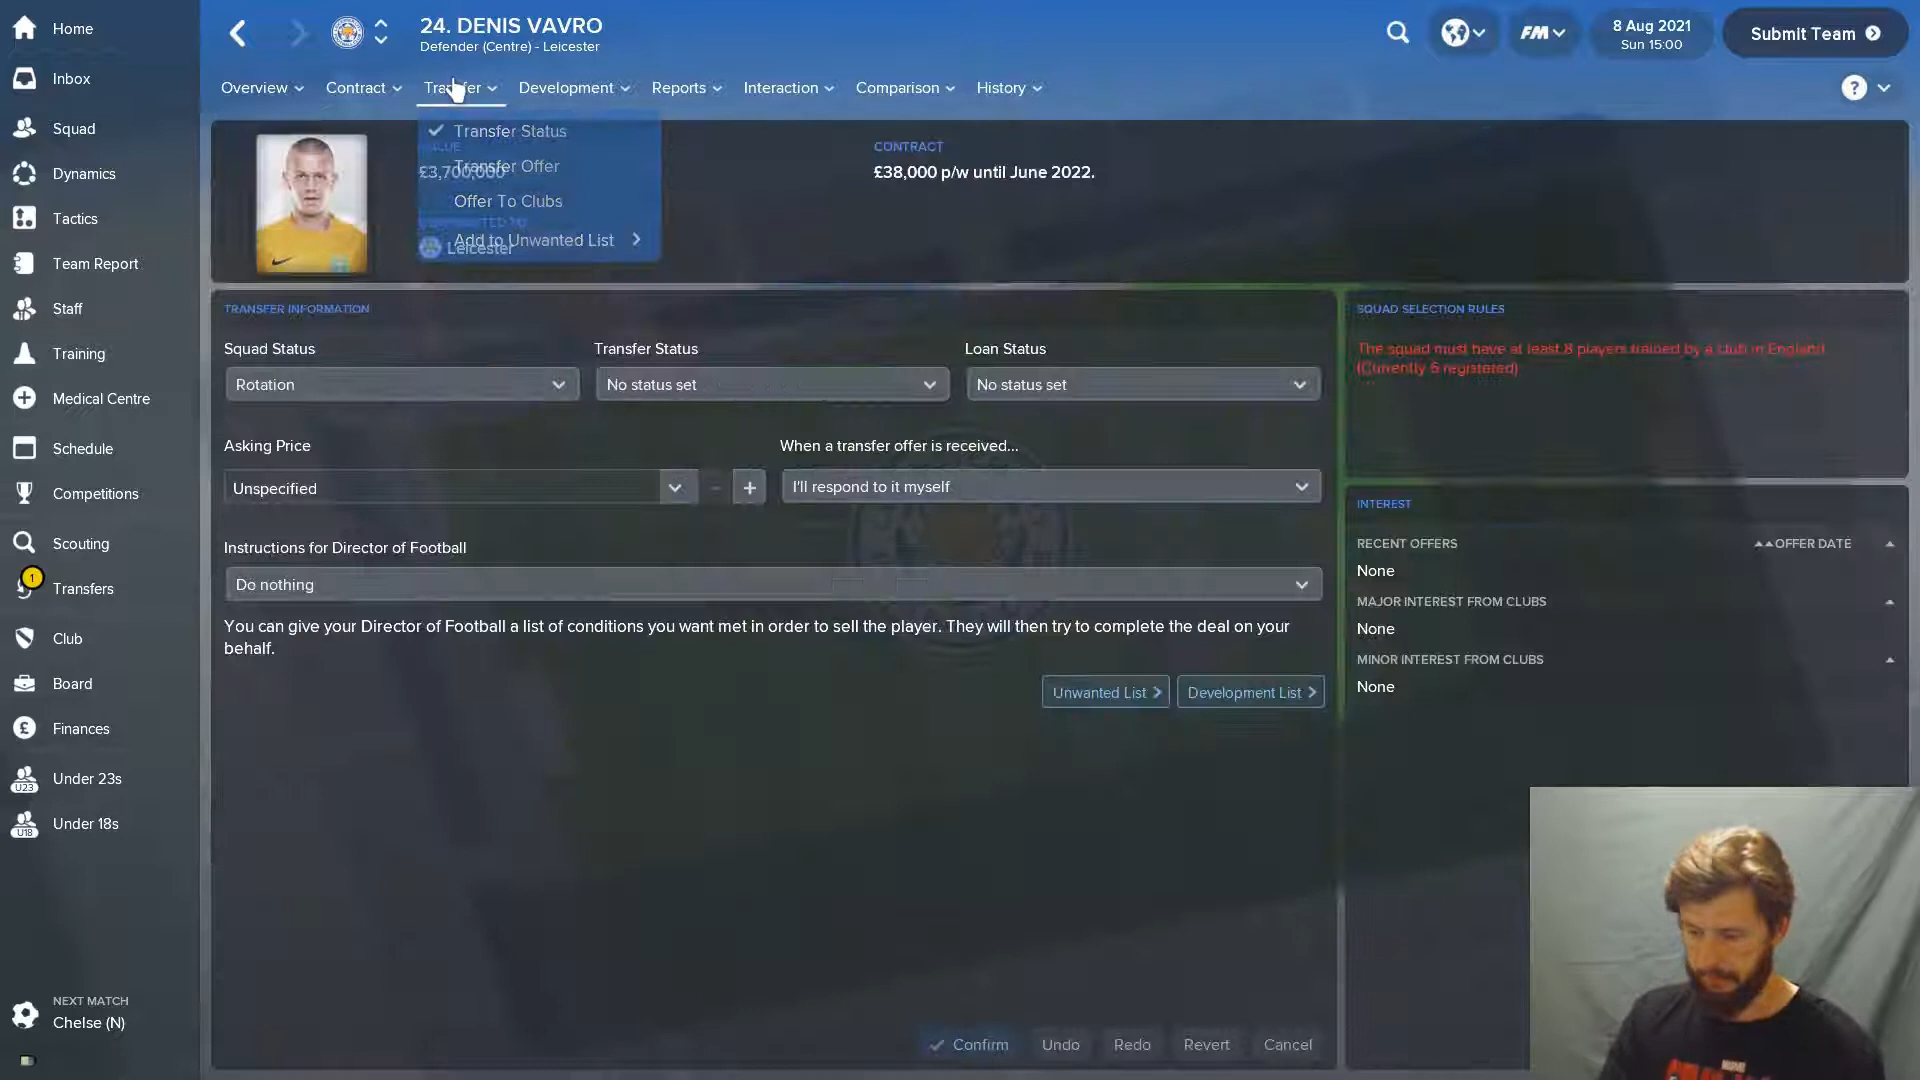 Home
Inbox
Squad
Dynamics
Tactics
Team Report
Staff
Training
Medical Centre
Schedule
Competitions
Scouting
1
Transfers
Club
Board
Finances
U23
Under 23s
U18
Under 18s
NEXT MATCH
Chelse (N)
24. DENIS VAVRO
Defender (Centre) - Leicester
FM
8 Aug 2021
Sun 15:00
Submit Team
Overview
Contract
Transfer
Development
Reports
Interaction
Comparison
History
?
Transfer Status
VALUE
Transfer Offer
£3,700,000
Offer To Clubs
Add to Unwanted List
Leicester
CONTRACT
£38,000 p/w until June 2022.
TRANSFER INFORMATION
Squad Status
Transfer Status
Loan Status
Rotation
No status set
No status set
Asking Price
When a transfer offer is received...
Unspecified
- +
I'll respond to it myself
Instructions for Director of Football
Do nothing
You can give your Director of Football a list of conditions you want met in order to sell the player. They will then try to complete the deal on your
behalf.
Unwanted List
Development List
Confirm
Undo
Redo
Revert
Cancel
SQUAD SELECTION RULES
The squad must have at least 8 players trained by a club in England
(Currently 6 registered)
INTEREST
RECENT OFFERS
OFFER DATE
None
MAJOR INTEREST FROM CLUBS
None
MINOR INTEREST FROM CLUBS
None
MARVEL